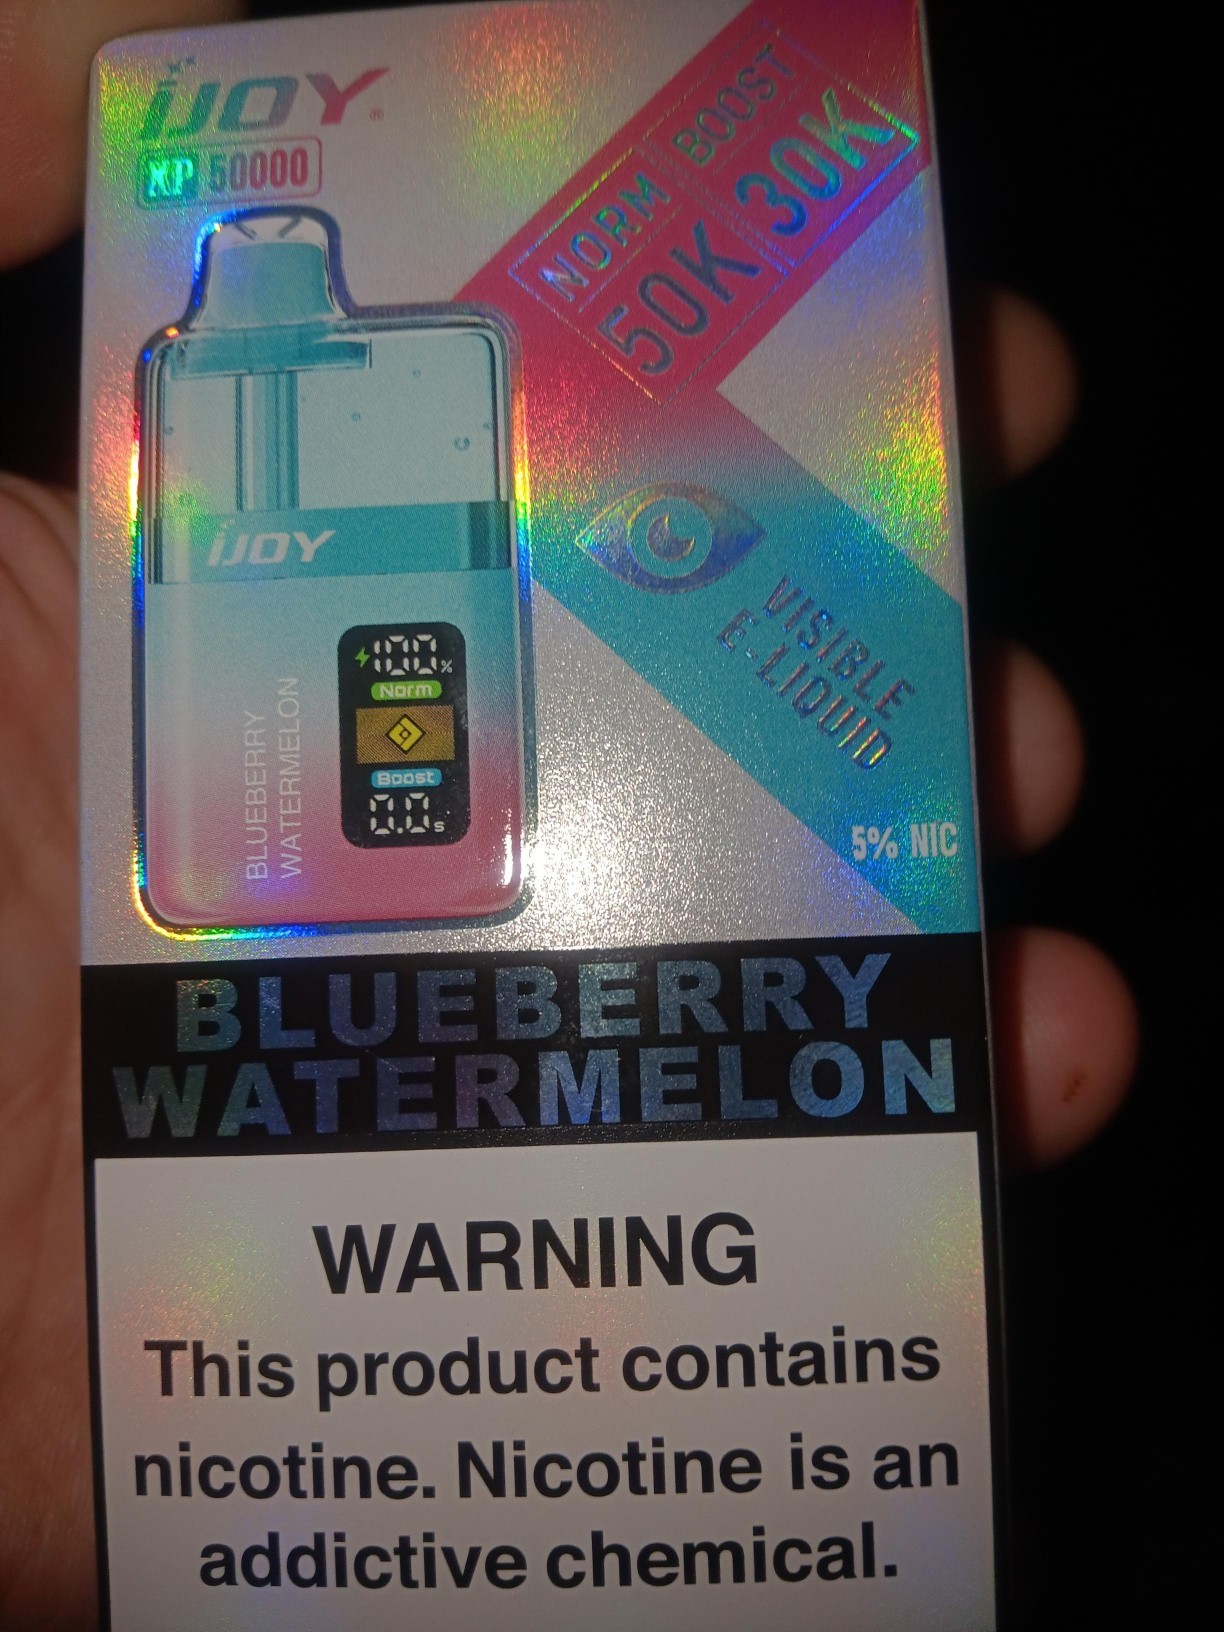 iJOY®
XP 50000
NORM BOOST
50K 30K
iJOY
100%
Norm
Boost
0.0s
BLUEBERRY
WATERMELON
VISIBLE
E-LIQUID
5% NIC
BLUEBERRY
WATERMELON
WARNING
This product contains
nicotine. Nicotine is an
addictive chemical.